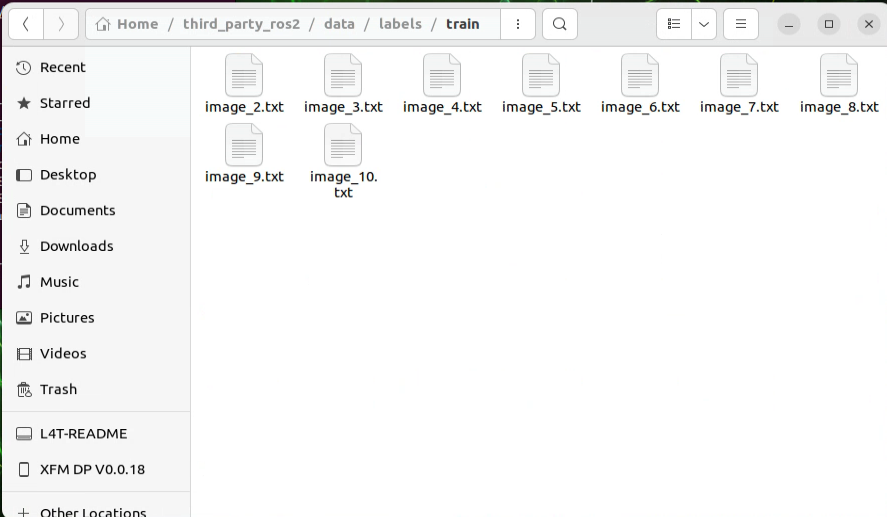 Home / third_party_ros2 / data / labels / train
Recent
Starred
Home
Desktop
Documents
Downloads
Music
Pictures
Videos
Trash
L4T-README
XFM DP V0.0.18
Other Locations
image_2.txt image_3.txt image_4.txt image_5.txt image_6.txt image_7.txt image_8.txt
image_9.txt image_10.
txt